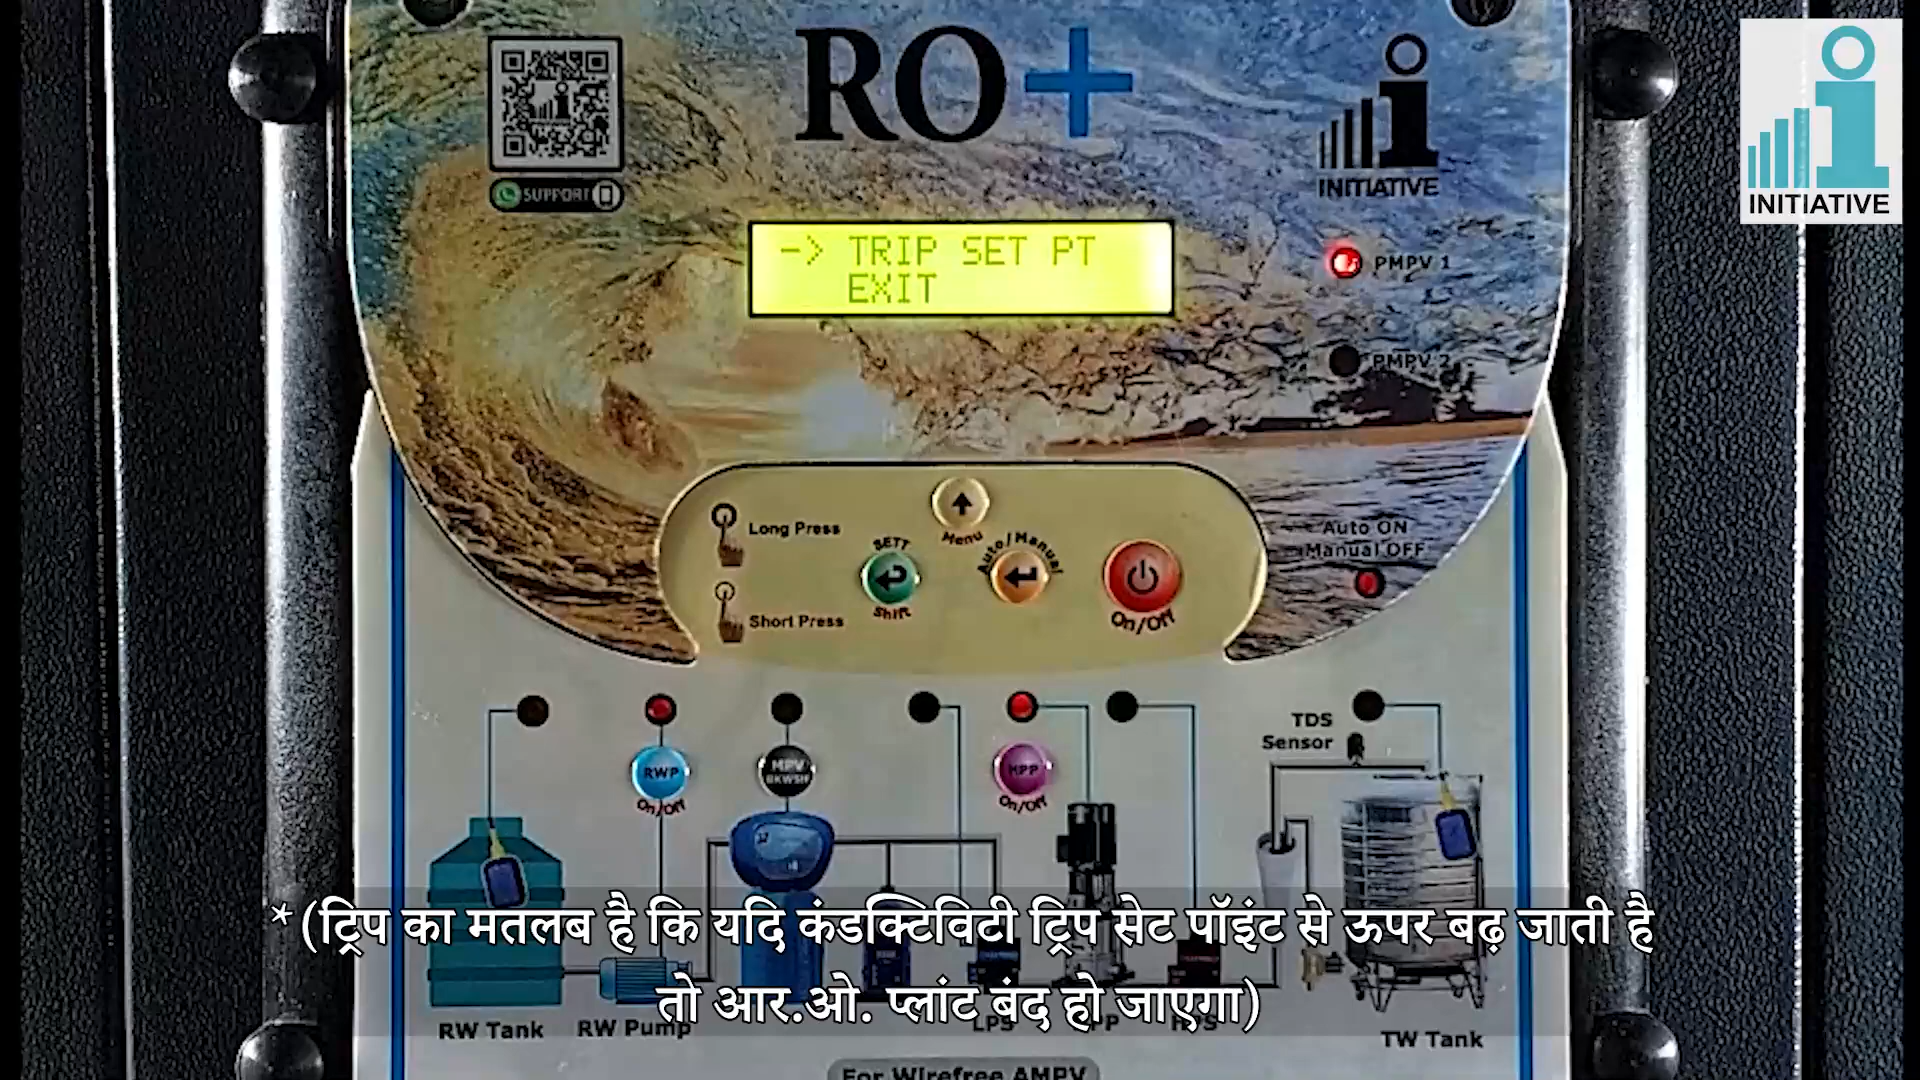 RO+
SUPPORT
INITIATIVE
INITIATIVE
-> TRIP SET PT
EXIT
PMPV 1
PMPV 2
Long Press
Short Press
Menu
SETT
Shift
Auto/Manual
On/Off
Auto ON
Manual OFF
TDS
Sensor
RWP
On/Off
MPV
BKWSH
HPP
On/Off
*(ट्रिप का मतलब है कि यदि कंडक्टिविटी ट्रिप सेट पॉइंट से ऊपर बढ़ जाती है
तो आर.ओ. प्लांट बंद हो जाएगा)
RW Tank
RW Pump
LPS
TW Tank
For Wirefree AMPV